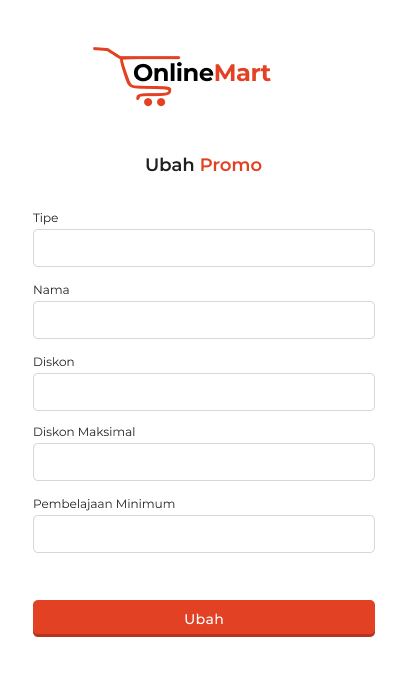 OnlineMart
Ubah Promo
Tipe
Nama
Diskon
Diskon Maksimal
Pembelajaan Minimum
Ubah